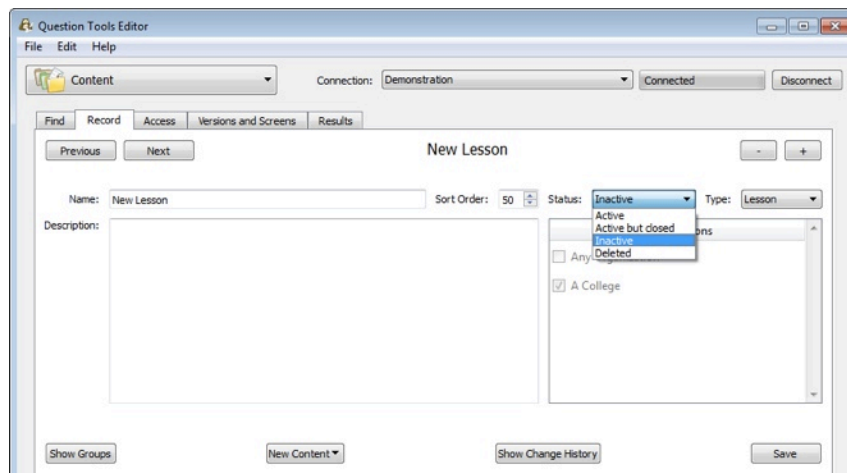 Question Tools Editor
File Edit Help
Content Connection: Demonstration Connected Disconnect
Find Record Access Versions and Screens Results
Previous Next New Lesson - +
Name: New Lesson Sort Order: 50 Status: Inactive Type: Lesson
Active
Active but closed
Inactive
Deleted
Description:
Any
A College
Show Groups New Content Show Change History Save